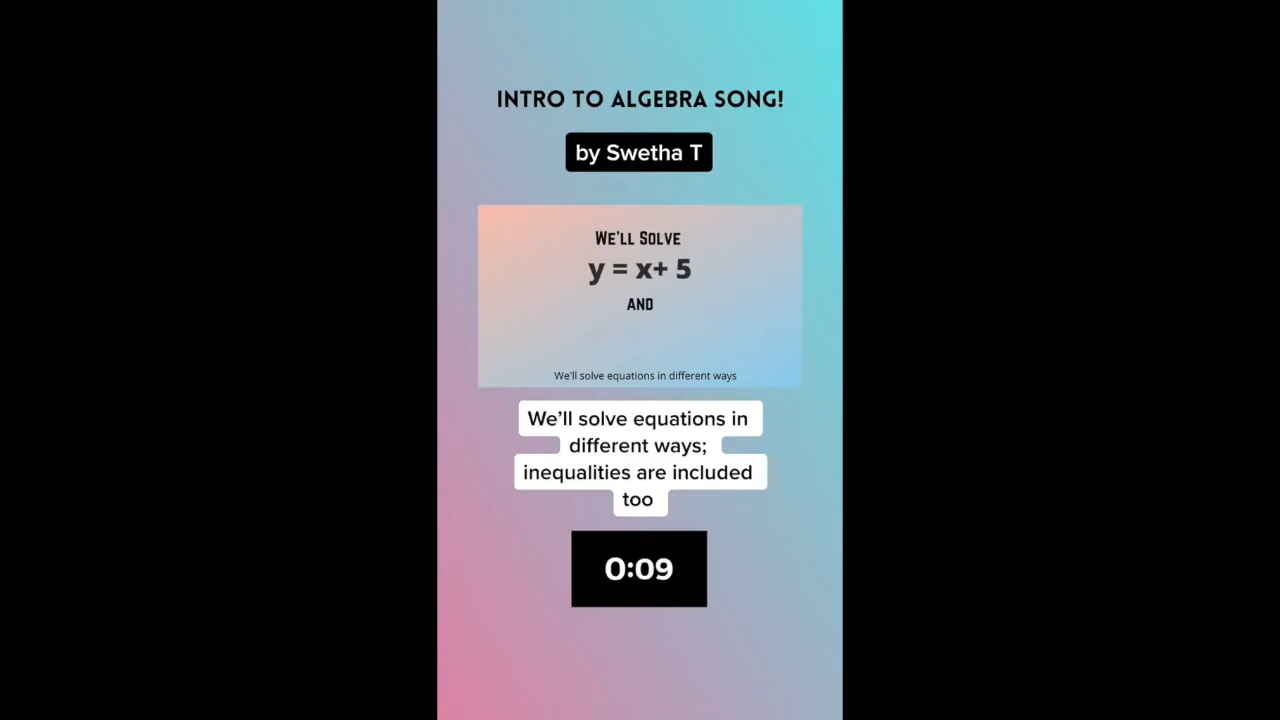 INTRO TO ALGEBRA SONG!
by Swetha T
WE'LL SOLVE
y = x+ 5
AND
We'll solve equations in different ways
We’ll solve equations in
different ways;
inequalities are included
too
0:09